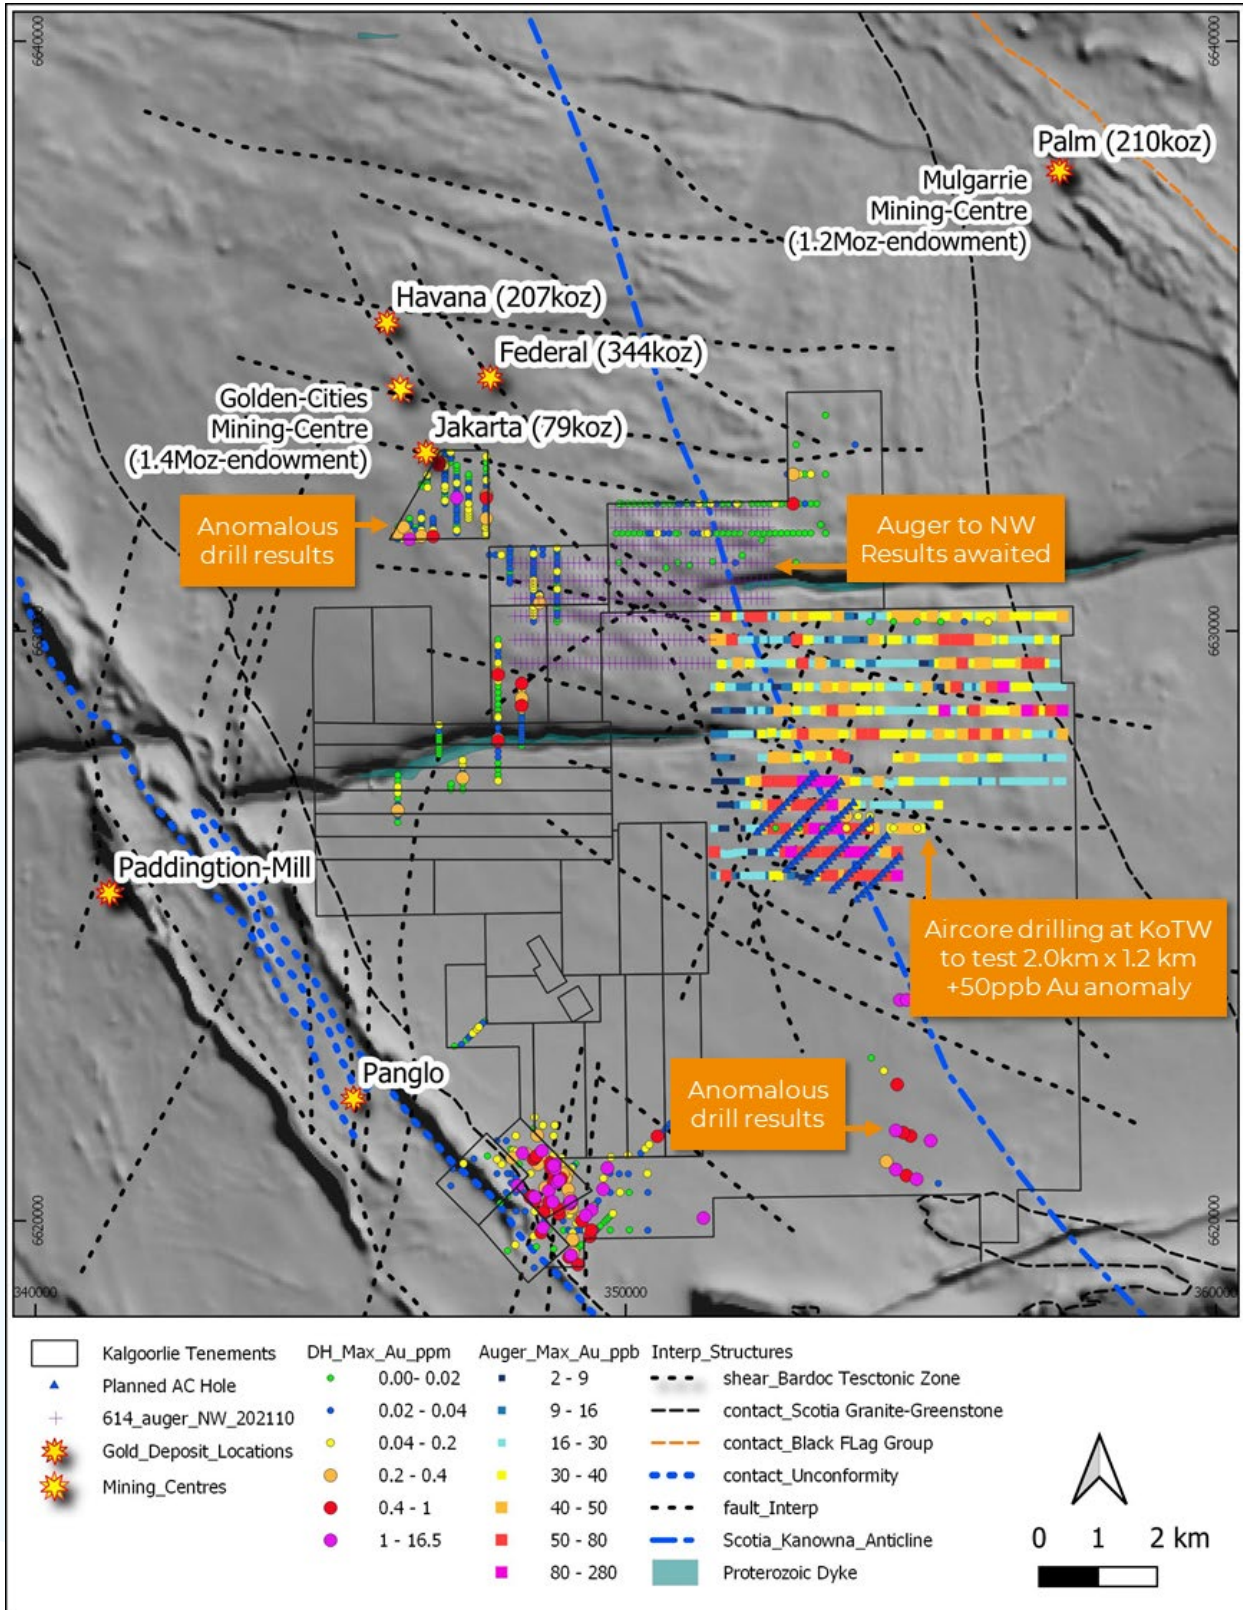 6640000
6640000
Palm (210koz)
Mulgarrie
Mining-Centre
(1.2Moz-endowment)
Havana (207koz)
Federal (344koz)
Golden-Cities
Mining-Centre
(1.4Moz-endowment)
Jakarta (79koz)
Anomalous
drill results
Auger to NW
Results awaited
6630000
6630000
Paddingtion-Mill
Aircore drilling at KoTW
to test 2.0km x 1.2 km
+50ppb Au anomaly
Panglo
Anomalous
drill results
6620000
6620000
340000
350000
360000
Kalgoorlie Tenements
Planned AC Hole
614_auger_NW_202110
Gold_Deposit_Locations
Mining_Centres
DH_Max_Au_ppm
0.00- 0.02
0.02 - 0.04
0.04 - 0.2
0.2 - 0.4
0.4 - 1
1 - 16.5
Auger_Max_Au_ppb
2 - 9
9 - 16
16 - 30
30 - 40
40 - 50
50 - 80
80 - 280
Interp_Structures
shear_Bardoc Tesctonic Zone
contact_Scotia Granite-Greenstone
contact_Black FLag Group
contact_Unconformity
fault_Interp
Scotia_Kanowna_Anticline
Proterozoic Dyke
0 1 2 km